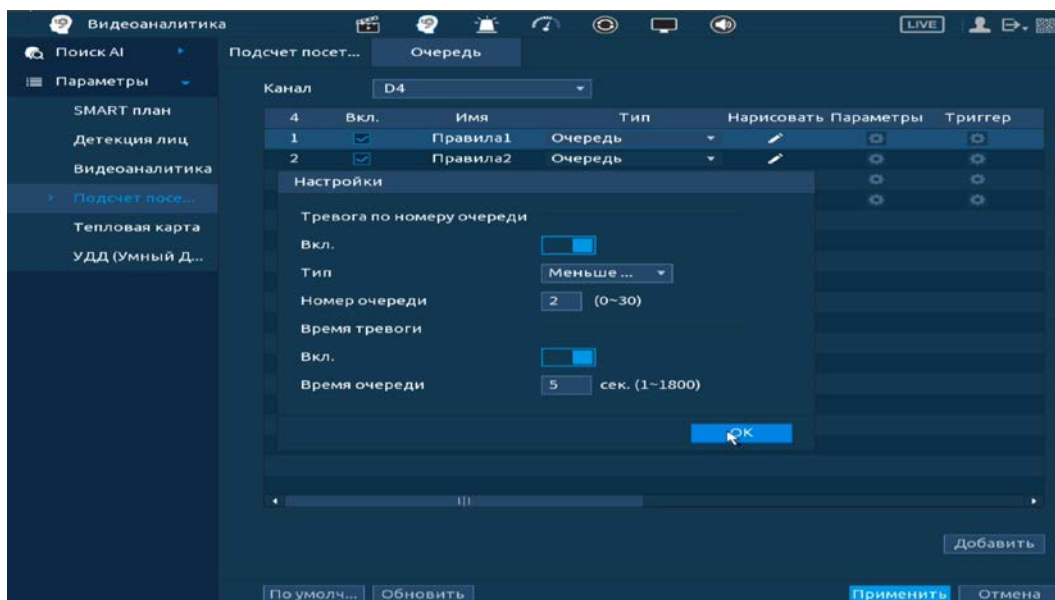 Видеоаналитика LIVE
Поиск AI
Параметры
SMART план
Детекция лиц
Видеоаналитика
Подсчет посе...
Тепловая карта
УДД (Умный Д...
Подсчет посет... Очередь
Канал D4
4 Вкл. Имя Тип Нарисовать Параметры Триггер
1 Правила1 Очередь
2 Правила2 Очередь
Настройки
Тревога по номеру очереди
Вкл.
Тип Меньше ...
Номер очереди 2 (0~30)
Время тревоги
Вкл.
Время очереди 5 сек. (1~1800)
OK
Добавить
По умолч... Обновить Применить Отмена